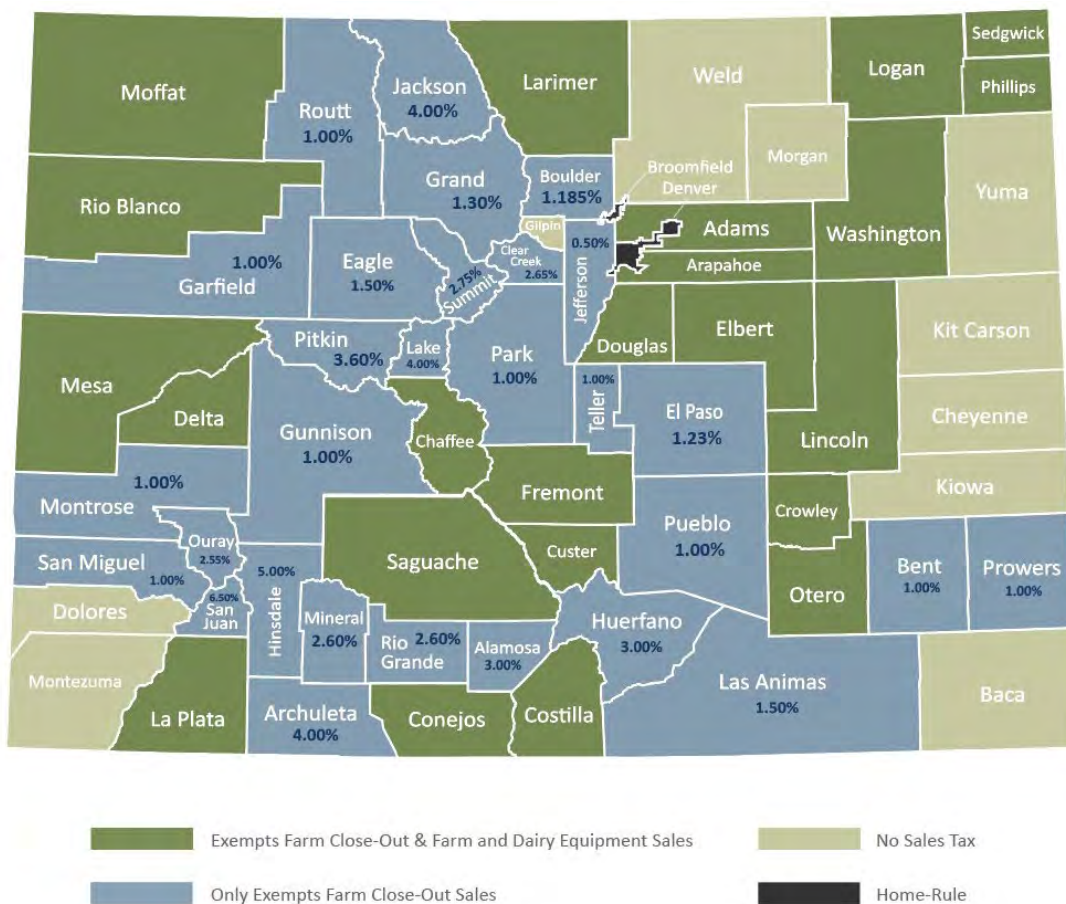 Moffat
Routt
1.00%
Jackson
4.00%
Larimer
Weld
Logan
Sedgwick
Phillips
Rio Blanco
Grand
1.30%
Boulder
1.185%
Broomfield
Denver
Morgan
Washington
Yuma
1.00%
Garfield
Eagle
1.50%
2.75%
Summit
Gilpin
Clear
Creek
2.65%
0.50%
Jefferson
Adams
Arapahoe
Mesa
Pitkin
3.60%
Lake
4.00%
Park
1.00%
Douglas
Elbert
Kit Carson
Delta
Gunnison
1.00%
Chaffee
1.00%
Teller
El Paso
1.23%
Lincoln
Cheyenne
1.00%
Montrose
Fremont
Pueblo
1.00%
Crowley
Kiowa
San Miguel
1.00%
Ouray
2.55%
Saguache
Custer
Otero
Bent
1.00%
Prowers
1.00%
Dolores
6.50%
San
Juan
5.00%
Hinsdale
Mineral
2.60%
Rio
Grande
2.60%
Alamosa
3.00%
Huerfano
3.00%
Las Animas
1.50%
Baca
Montezuma
La Plata
Archuleta
4.00%
Conejos
Costilla
Exempts Farm Close-Out & Farm and Dairy Equipment Sales
No Sales Tax
Only Exempts Farm Close-Out Sales
Home-Rule